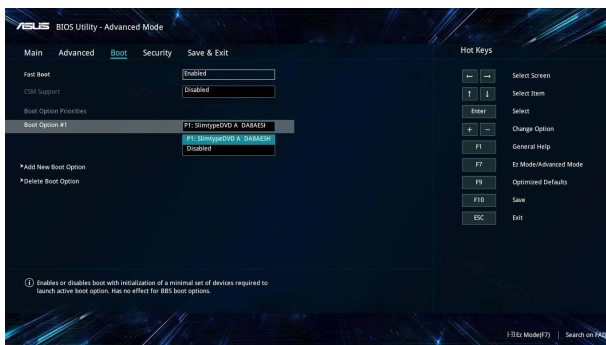 ASUS BIOS Utility - Advanced Mode
Main Advanced Boot Security Save & Exit
Hot Keys
Fast Boot Enabled
CSM Support Disabled
Boot Option Priorities
Boot Option #1 P1: SlimtypeDVD A DA8AESI
P1: SlimtypeDVD A DA8AESH
Disabled
>Add New Boot Option
>Delete Boot Option
← → Select Screen
↑ ↓ Select Item
Enter Select
+ - Change Option
F1 General Help
F7 Ez Mode/Advanced Mode
F9 Optimized Defaults
F10 Save
ESC Exit
Enables or disables boot with initialization of a minimal set of devices required to
launch active boot option. Has no effect for BBS boot options.
Ez Mode(F7) | Search on FAQ